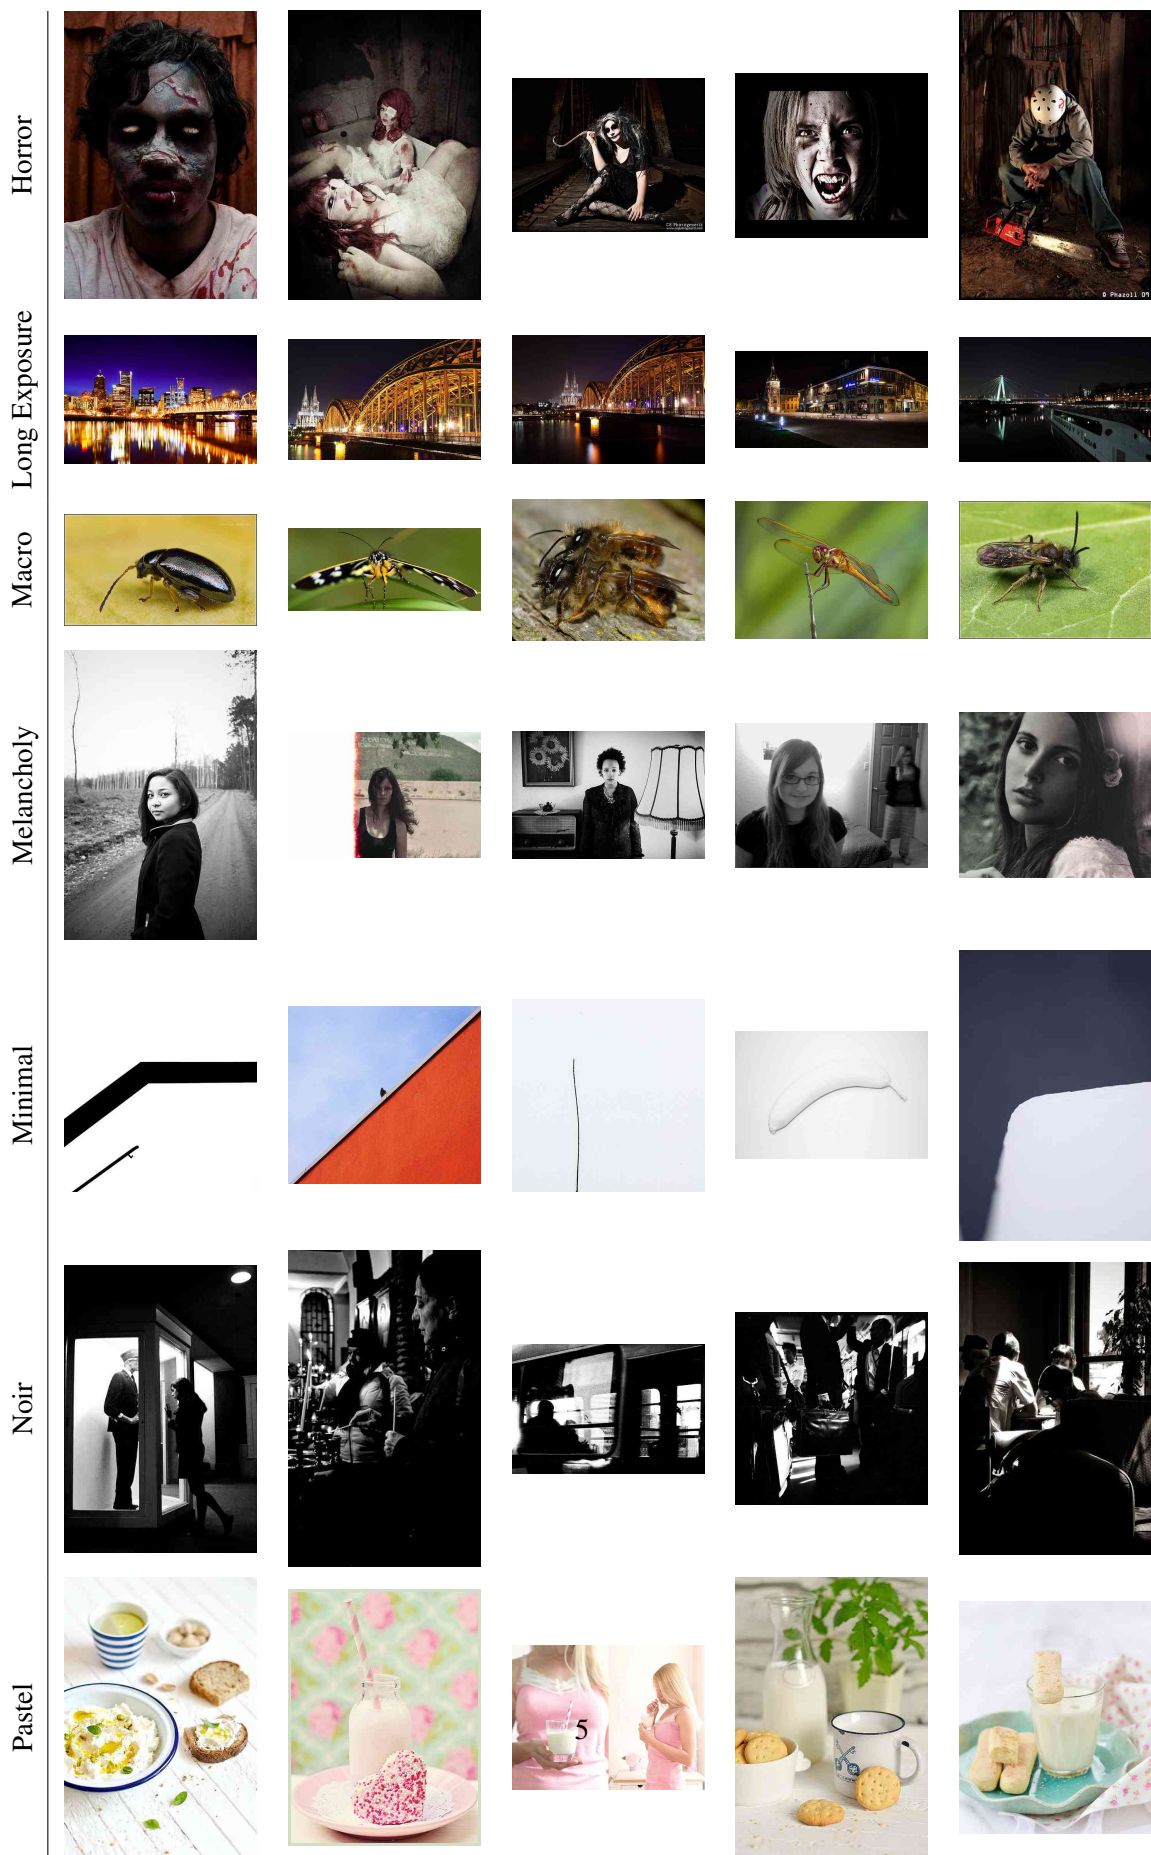 Horror
© Phazoll 09
Long Exposure
Macro
Melancholy
Minimal
Noir
Pastel
5